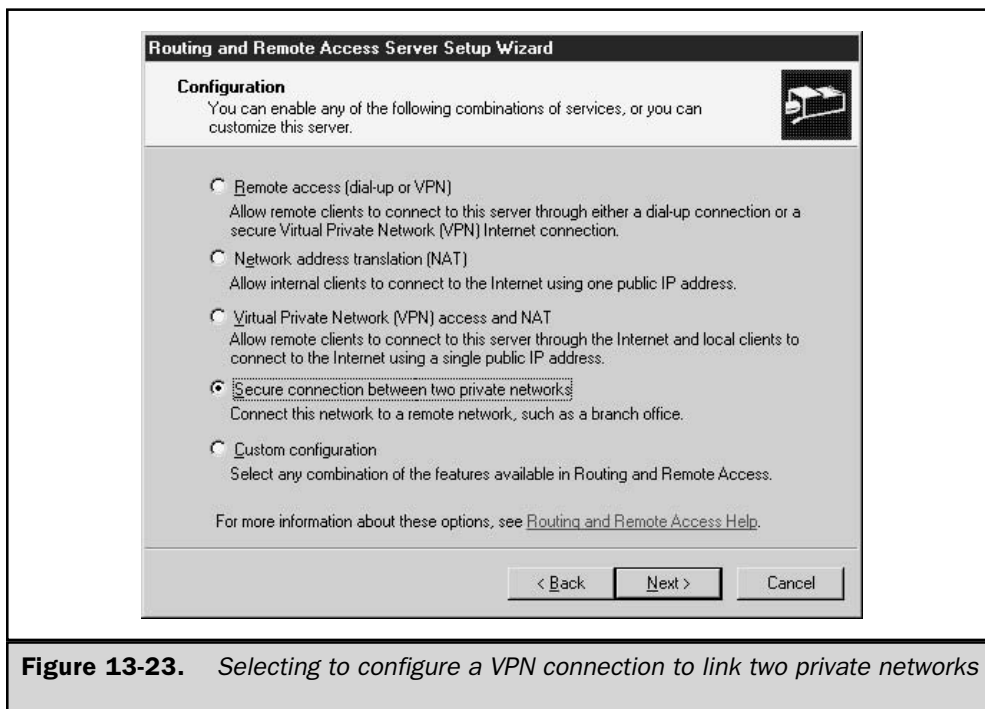 Routing and Remote Access Server Setup Wizard
Configuration
You can enable any of the following combinations of services, or you can
customize this server.
Remote access (dial-up or VPN)
Allow remote clients to connect to this server through either a dial-up connection or a
secure Virtual Private Network (VPN) Internet connection.
Network address translation (NAT)
Allow internal clients to connect to the Internet using one public IP address.
Virtual Private Network (VPN) access and NAT
Allow remote clients to connect to this server through the Internet and local clients to
connect to the Internet using a single public IP address.
Secure connection between two private networks
Connect this network to a remote network, such as a branch office.
Custom configuration
Select any combination of the features available in Routing and Remote Access.
For more information about these options, see Routing and Remote Access Help.
< Back Next > Cancel
Figure 13-23. Selecting to configure a VPN connection to link two private networks